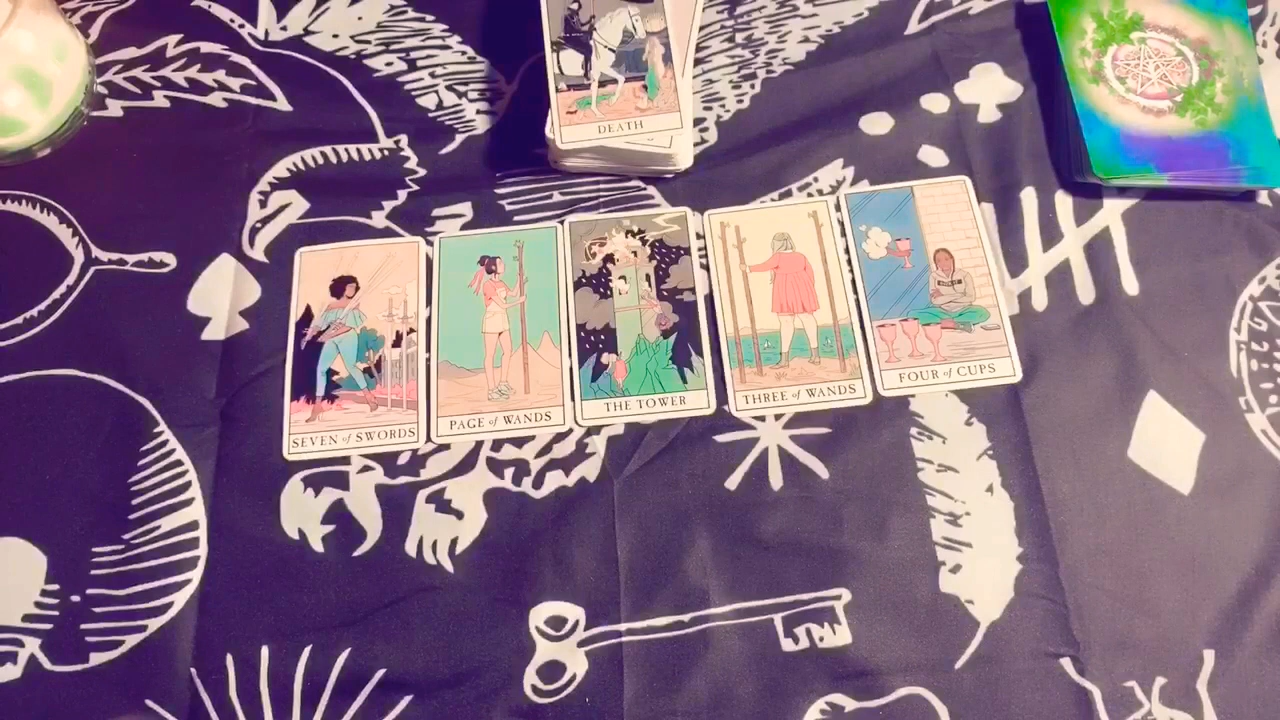 DEATH
SEVEN of SWORDS
PAGE of WANDS
THE TOWER
THREE of WANDS
FOUR of CUPS